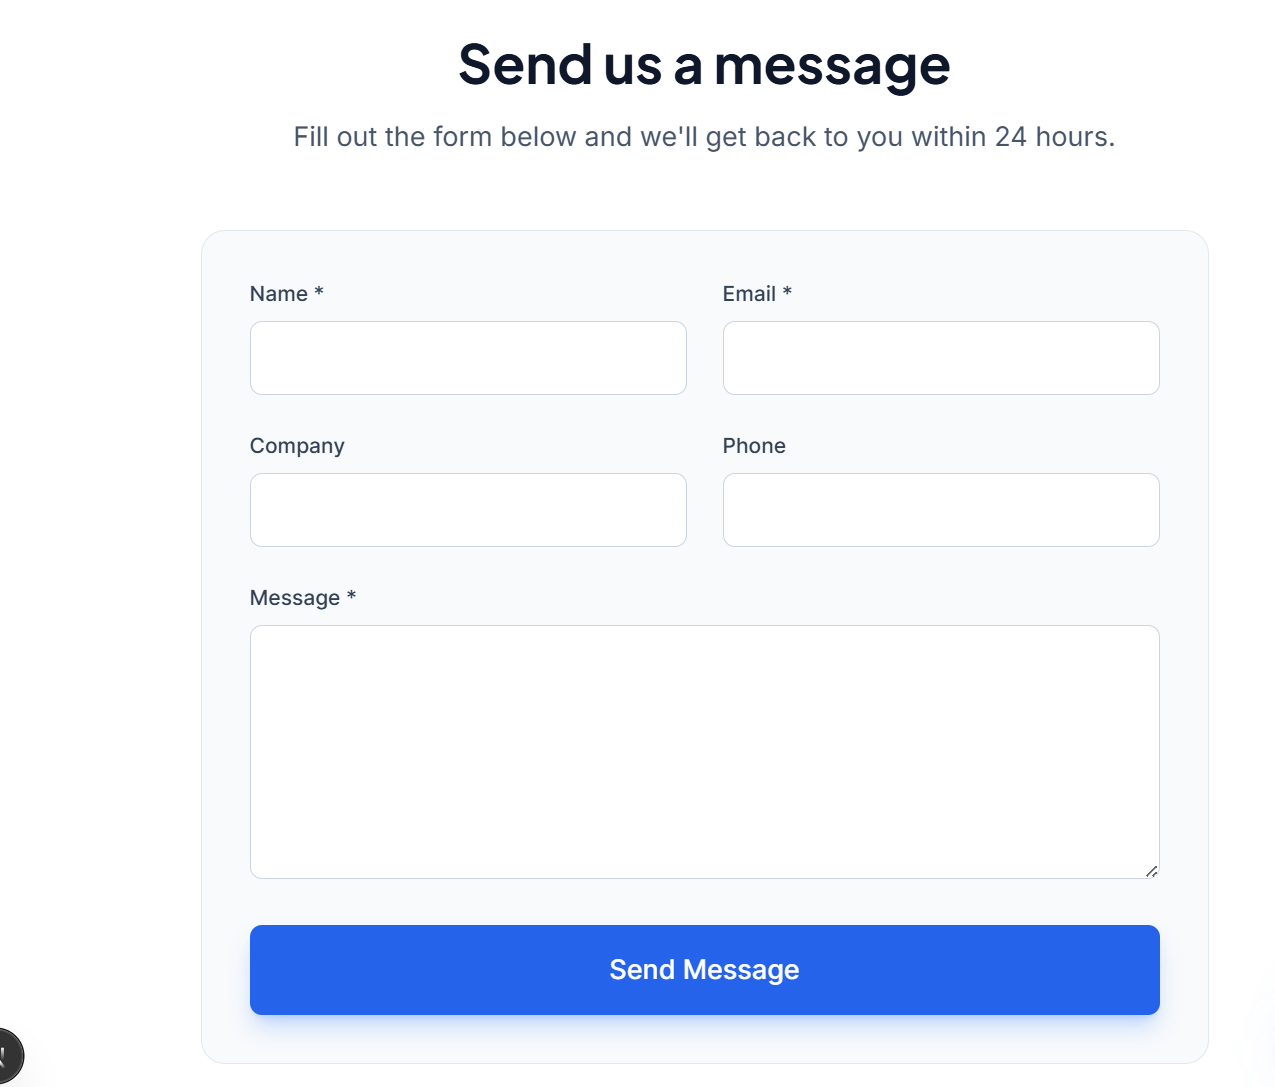 Send us a message
Fill out the form below and we'll get back to you within 24 hours.
Name *
Email *
Company
Phone
Message *
Send Message